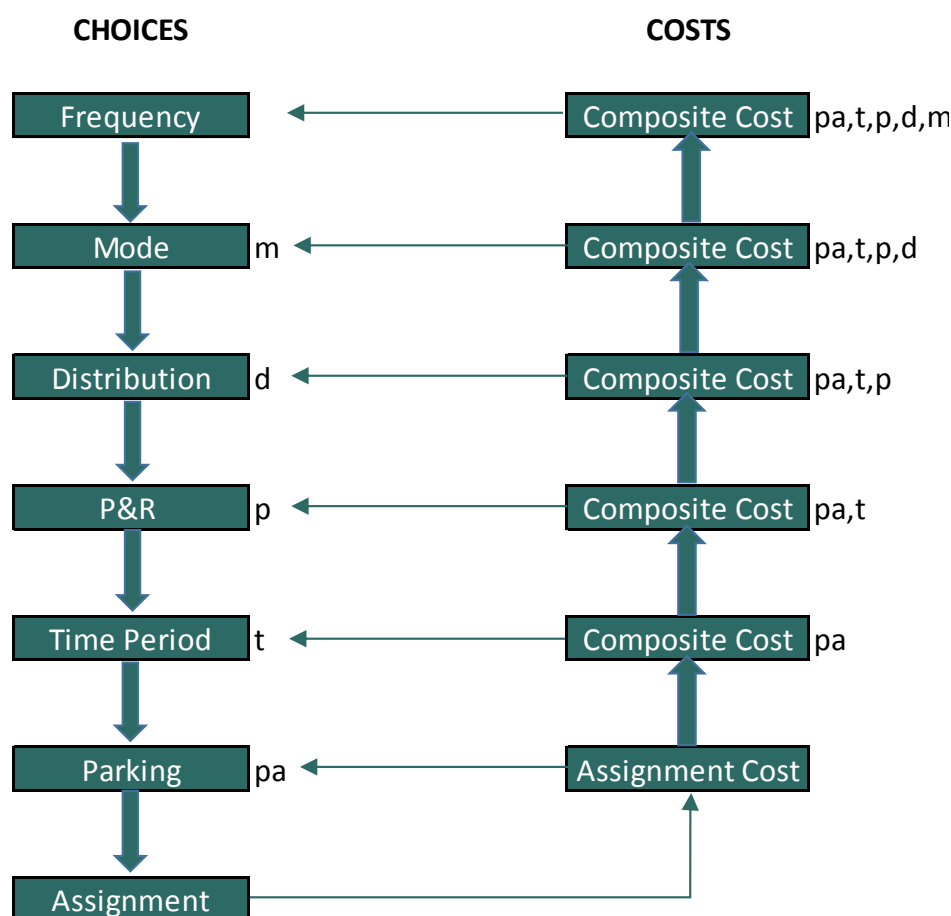 CHOICES COSTS
Frequency Composite Cost pa,t,p,d,m
Mode m Composite Cost pa,t,p,d
Distribution d Composite Cost pa,t,p
P&R p Composite Cost pa,t
Time Period t Composite Cost pa
Parking pa Assignment Cost
Assignment